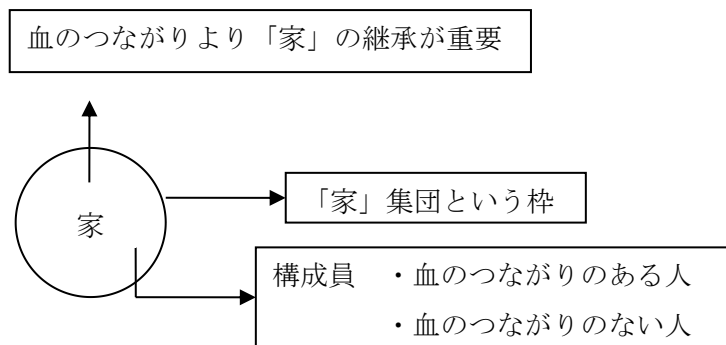 血のつながりより「家」の継承が重要
家
「家」集団という枠
構成員 ・血のつながりのある人
・血のつながりのない人